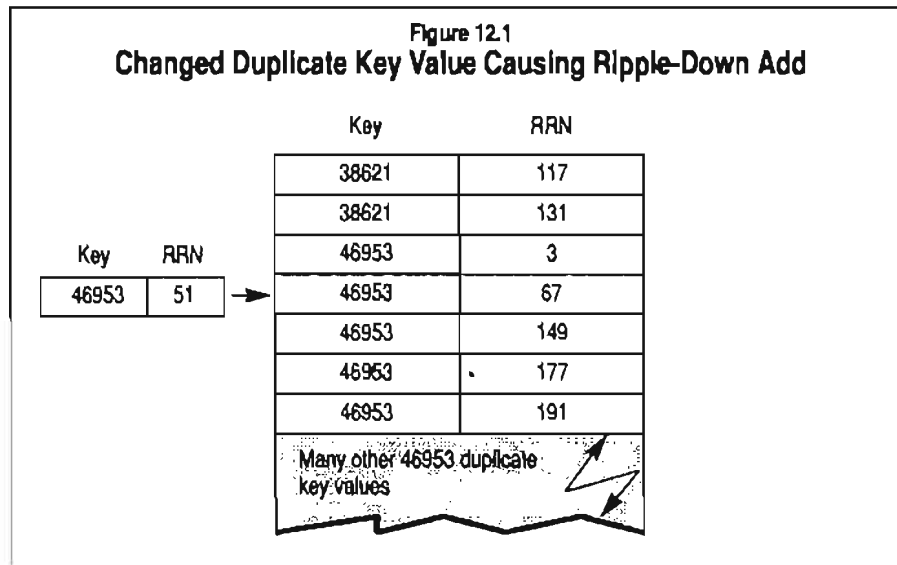 Figure 12.1
Changed Duplicate Key Value Causing Ripple-Down Add
Key RRN
38621 117
38621 131
46953 3
Key RRN
46953 51
46953 67
46953 149
46953 177
46953 191
Many other 46953 duplicate
key values